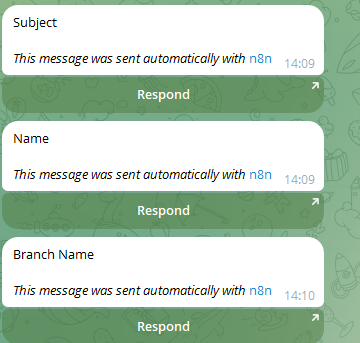 Subject
This message was sent automatically with n8n
14:09
Respond
Name
This message was sent automatically with n8n
14:09
Respond
Branch Name
This message was sent automatically with n8n
14:10
Respond